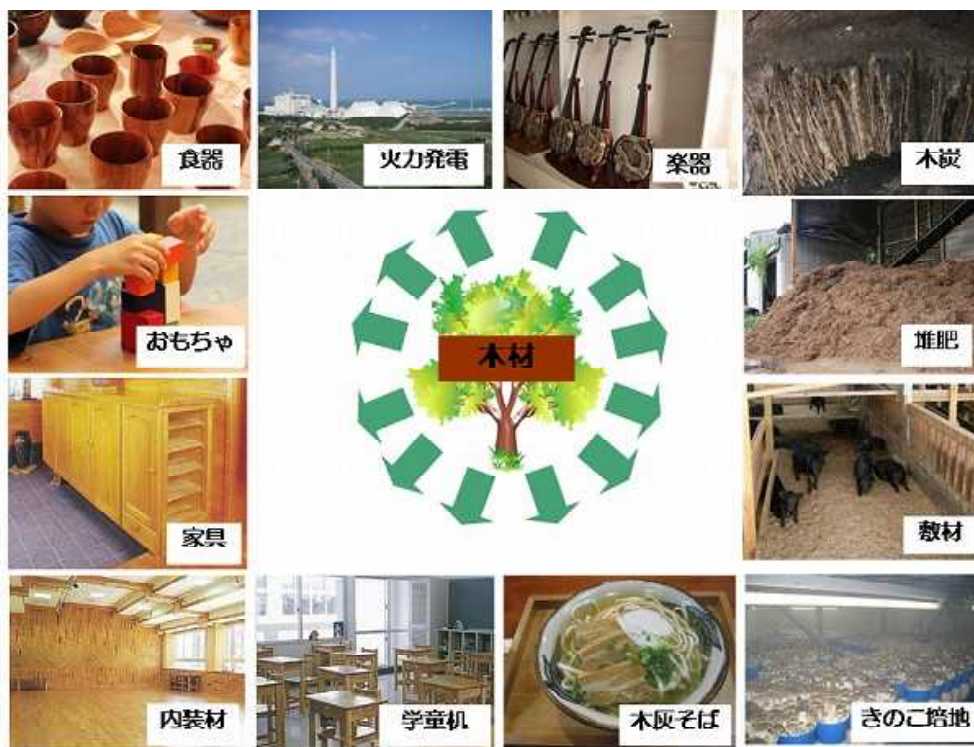 食器
火力発電
楽器
木炭
おもちゃ
木材
堆肥
家具
敷材
内装材
学童机
木灰そば
きのこ培地